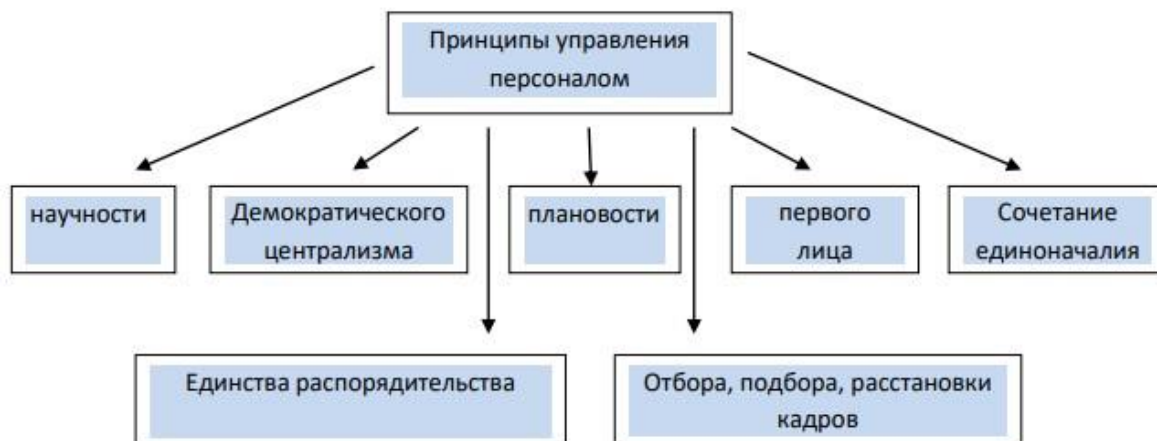 Принципы управления
персоналом
научности
Демократического
централизма
плановости
первого
лица
Сочетание
единоначалия
Единства распорядительства
Отбора, подбора, расстановки
кадров